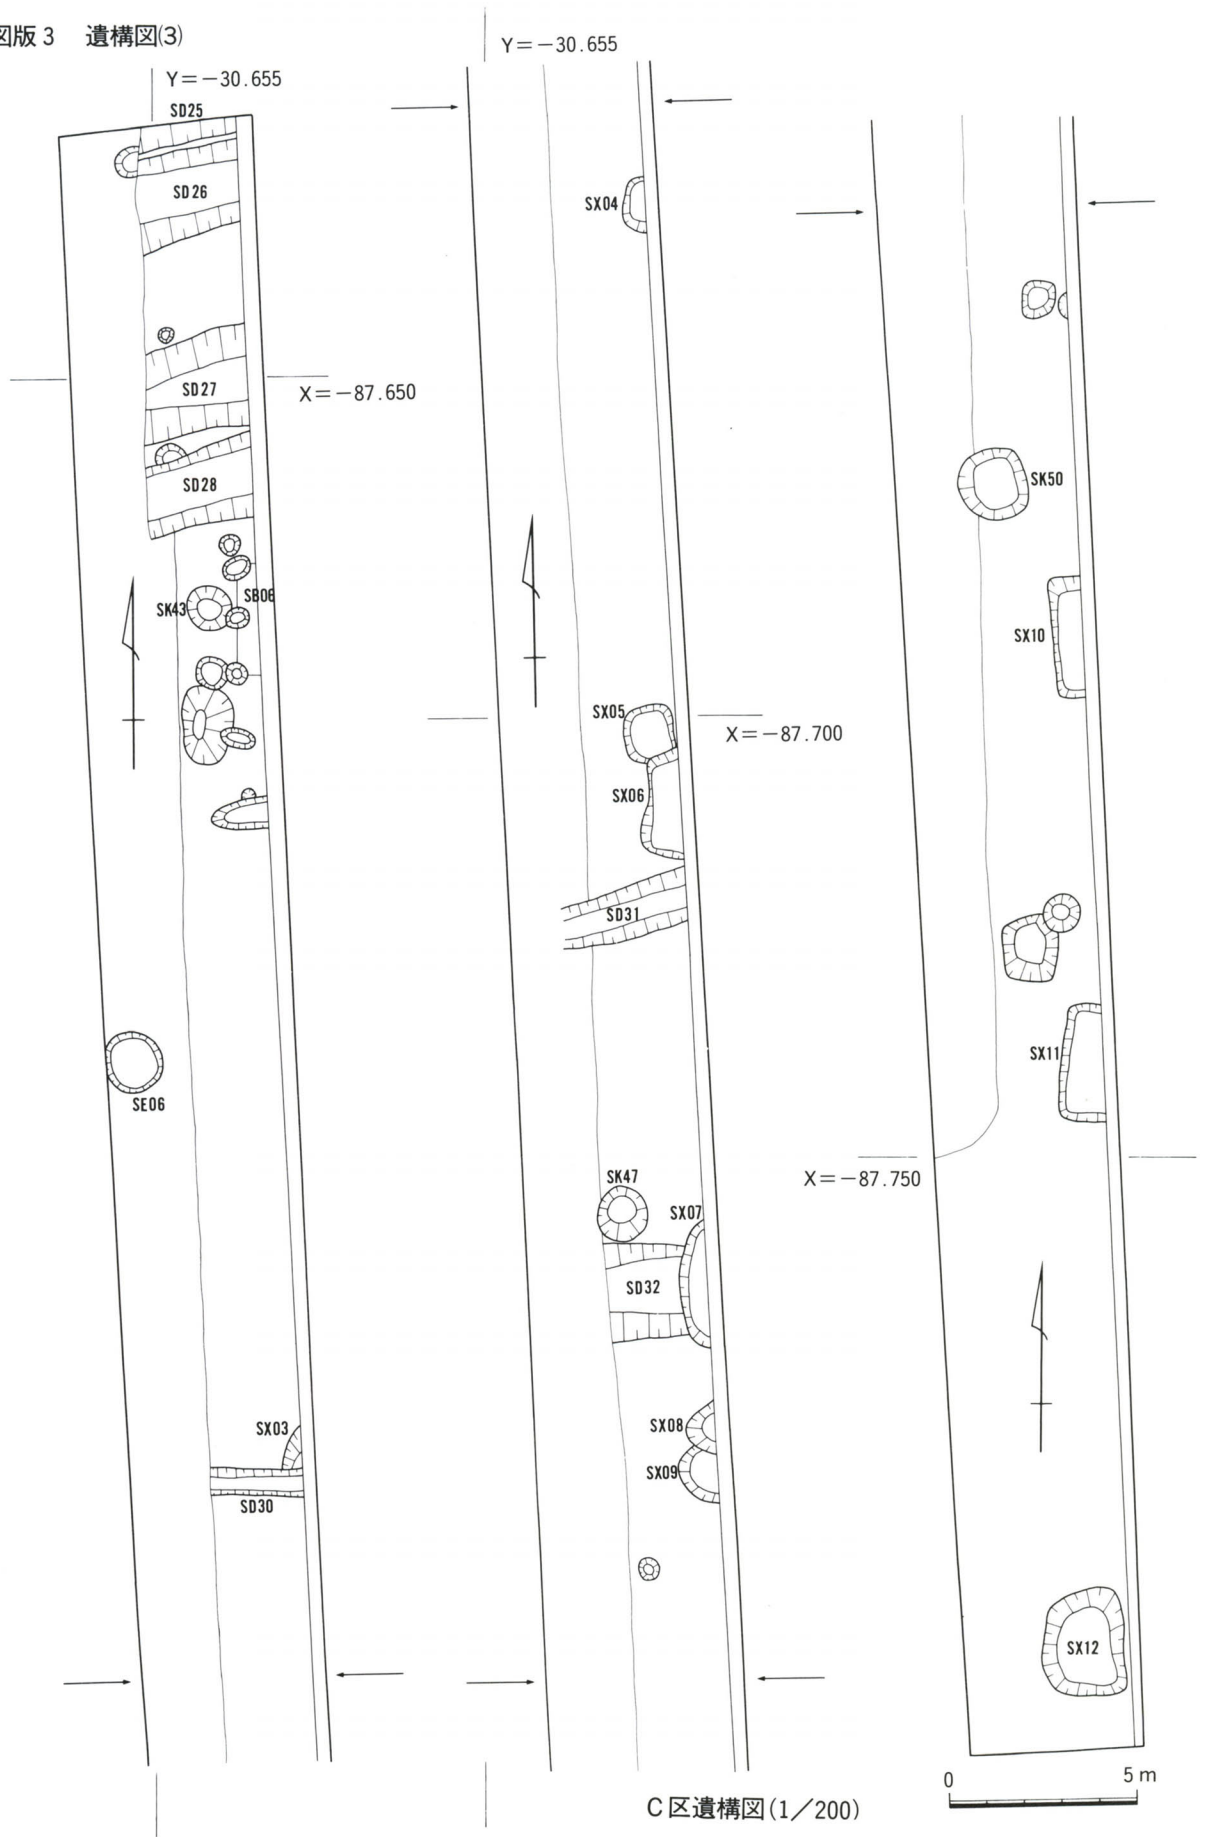 図版3 遺構図(3)
Y=-30.655
SD25
SD26
SD27
X=-87.650
SD28
SB06
SK43
SE06
SX03
SD30
Y=-30.655
SX04
SX05
X=-87.700
SX06
SD31
SK47
SX07
SD32
SX08
SX09
SK50
SX10
SX11
X=-87.750
SX12
0 5m
C区遺構図(1/200)